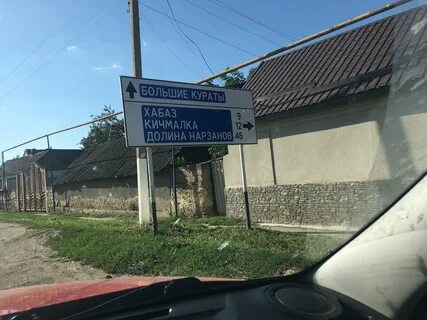 БОЛЬШИЕ КУРАТЫ
ХАБАЗ 9
КИЧМАЛКА 12
ДОЛИНА НАРЗАНОВ 46